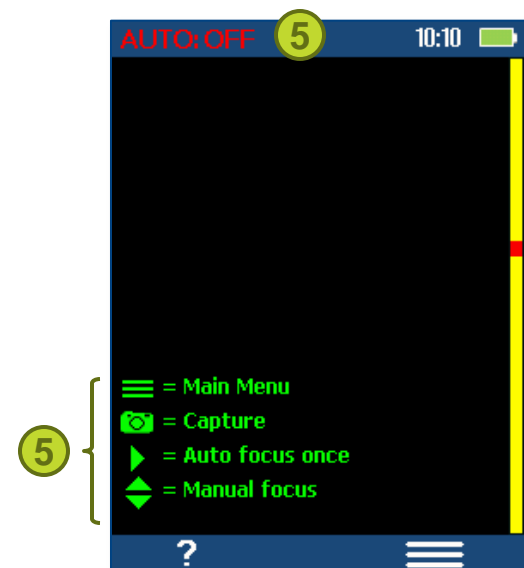 AUTO: OFF 5 10:10
= Main Menu
= Capture
5 = Auto focus once
= Manual focus
?